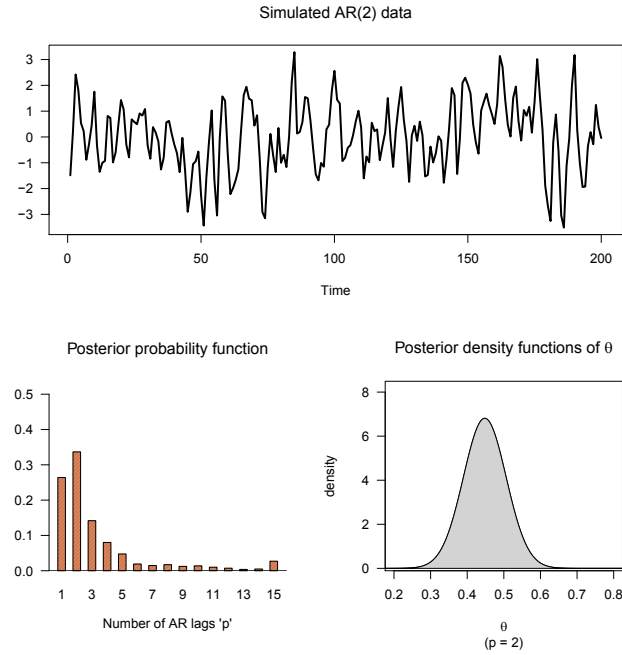 Simulated AR(2) data
3
2
1
0
−1
−2
−3
0 50 100 150 200
Time
Posterior probability function
0.5
0.4
0.3
0.2
0.1
0.0
1 3 5 7 9 11 13 15
Number of AR lags 'p'
Posterior density functions of θ
density
8
6
4
2
0
0.2 0.3 0.4 0.5 0.6 0.7 0.8
θ
(p = 2)